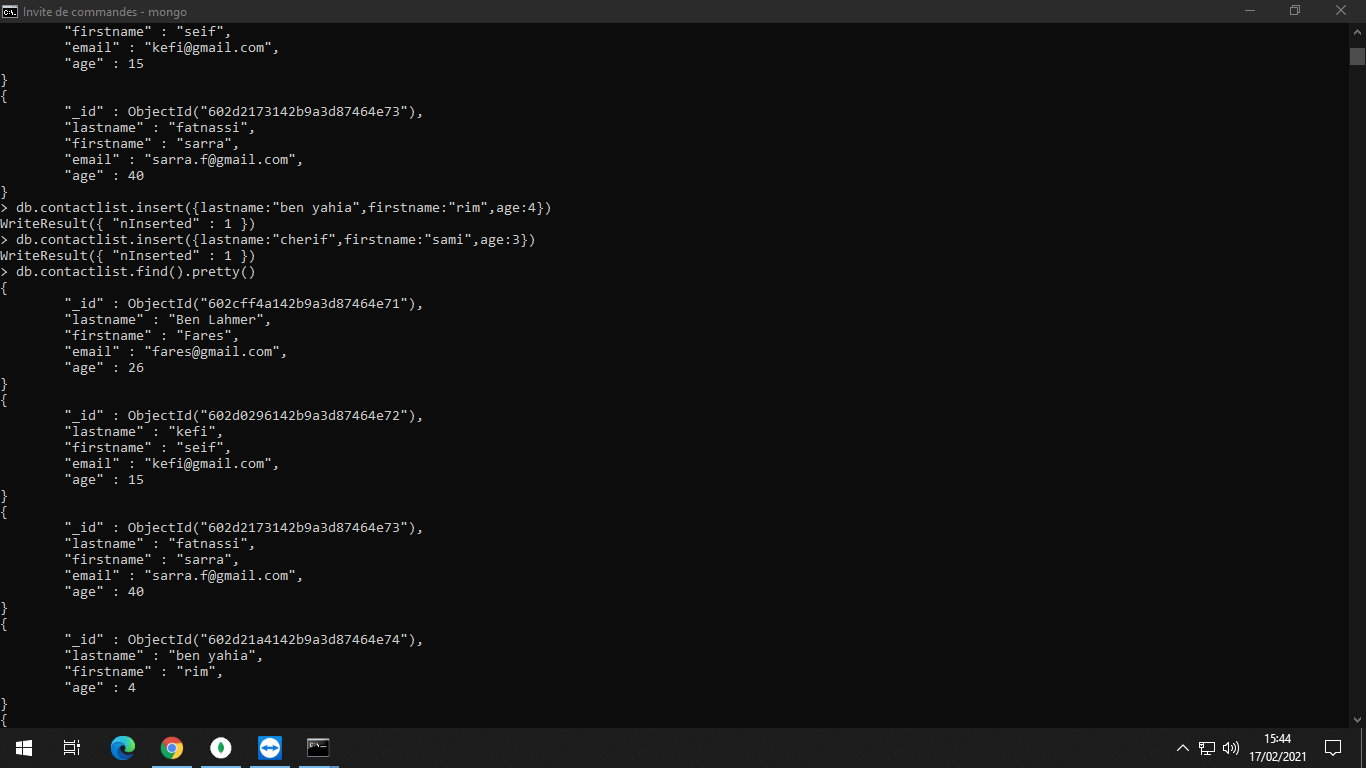 Invite de commandes - mongo
"firstname" : "seif",
"email" : "kefi@gmail.com",
"age" : 15
}
{
"_id" : ObjectId("602d2173142b9a3d87464e73"),
"lastname" : "fatnassi",
"firstname" : "sarra",
"email" : "sarra.f@gmail.com",
"age" : 40
}
> db.contactlist.insert({lastname:"ben yahia",firstname:"rim",age:4})
WriteResult({ "nInserted" : 1 })
> db.contactlist.insert({lastname:"cherif",firstname:"sami",age:3})
WriteResult({ "nInserted" : 1 })
> db.contactlist.find().pretty()
{
"_id" : ObjectId("602cff4a142b9a3d87464e71"),
"lastname" : "Ben Lahmer",
"firstname" : "Fares",
"email" : "fares@gmail.com",
"age" : 26
}
{
"_id" : ObjectId("602d0296142b9a3d87464e72"),
"lastname" : "kefi",
"firstname" : "seif",
"email" : "kefi@gmail.com",
"age" : 15
}
{
"_id" : ObjectId("602d2173142b9a3d87464e73"),
"lastname" : "fatnassi",
"firstname" : "sarra",
"email" : "sarra.f@gmail.com",
"age" : 40
}
{
"_id" : ObjectId("602d21a4142b9a3d87464e74"),
"lastname" : "ben yahia",
"firstname" : "rim",
"age" : 4
}
{
15:44
17/02/2021